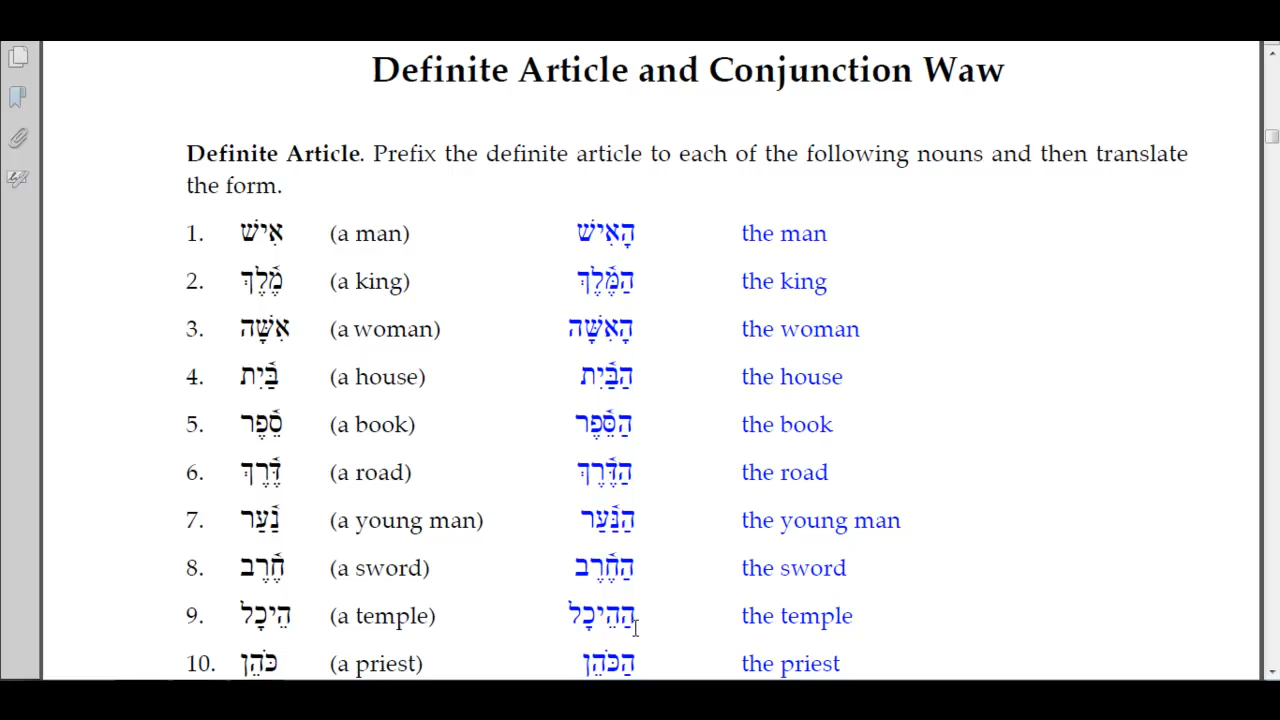 Definite Article and Conjunction Waw
Definite Article. Prefix the definite article to each of the following nouns and then translate
the form.
1. אִישׁ (a man) הָאִישׁ the man
2. מֶ֫לֶךְ (a king) הַמֶּ֫לֶךְ the king
3. אִשָּׁה (a woman) הָאִשָּׁה the woman
4. בַּ֫יִת (a house) הַבַּ֫יִת the house
5. סֵ֫פֶר (a book) הַסֵּ֫פֶר the book
6. דֶּ֫רֶךְ (a road) הַדֶּ֫רֶךְ the road
7. נַ֫עַר (a young man) הַנַּ֫עַר the young man
8. חֶ֫רֶב (a sword) הַחֶ֫רֶב the sword
9. הֵיכָל (a temple) הַהֵיכָל the temple
10. כֹּהֵן (a priest) הַכֹּהֵן the priest